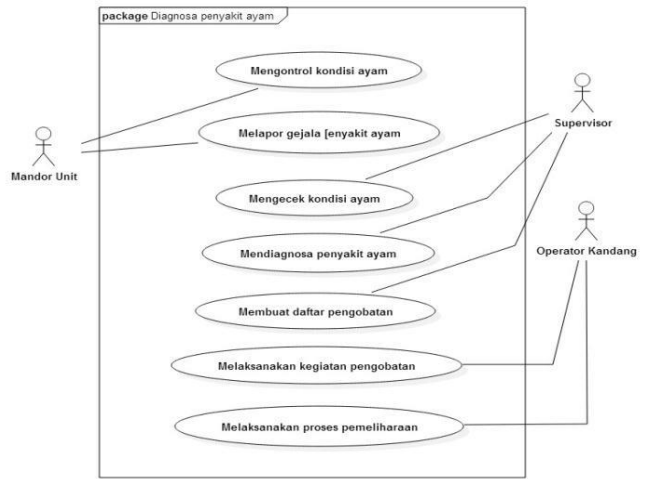 package Diagnosa penyakit ayam
Mengontrol kondisi ayam
Melapor gejala [enyakit ayam
Mandor Unit
Supervisor
Mengecek kondisi ayam
Mendiagnosa penyakit ayam
Operator Kandang
Membuat daftar pengobatan
Melaksanakan kegiatan pengobatan
Melaksanakan proses pemeliharaan